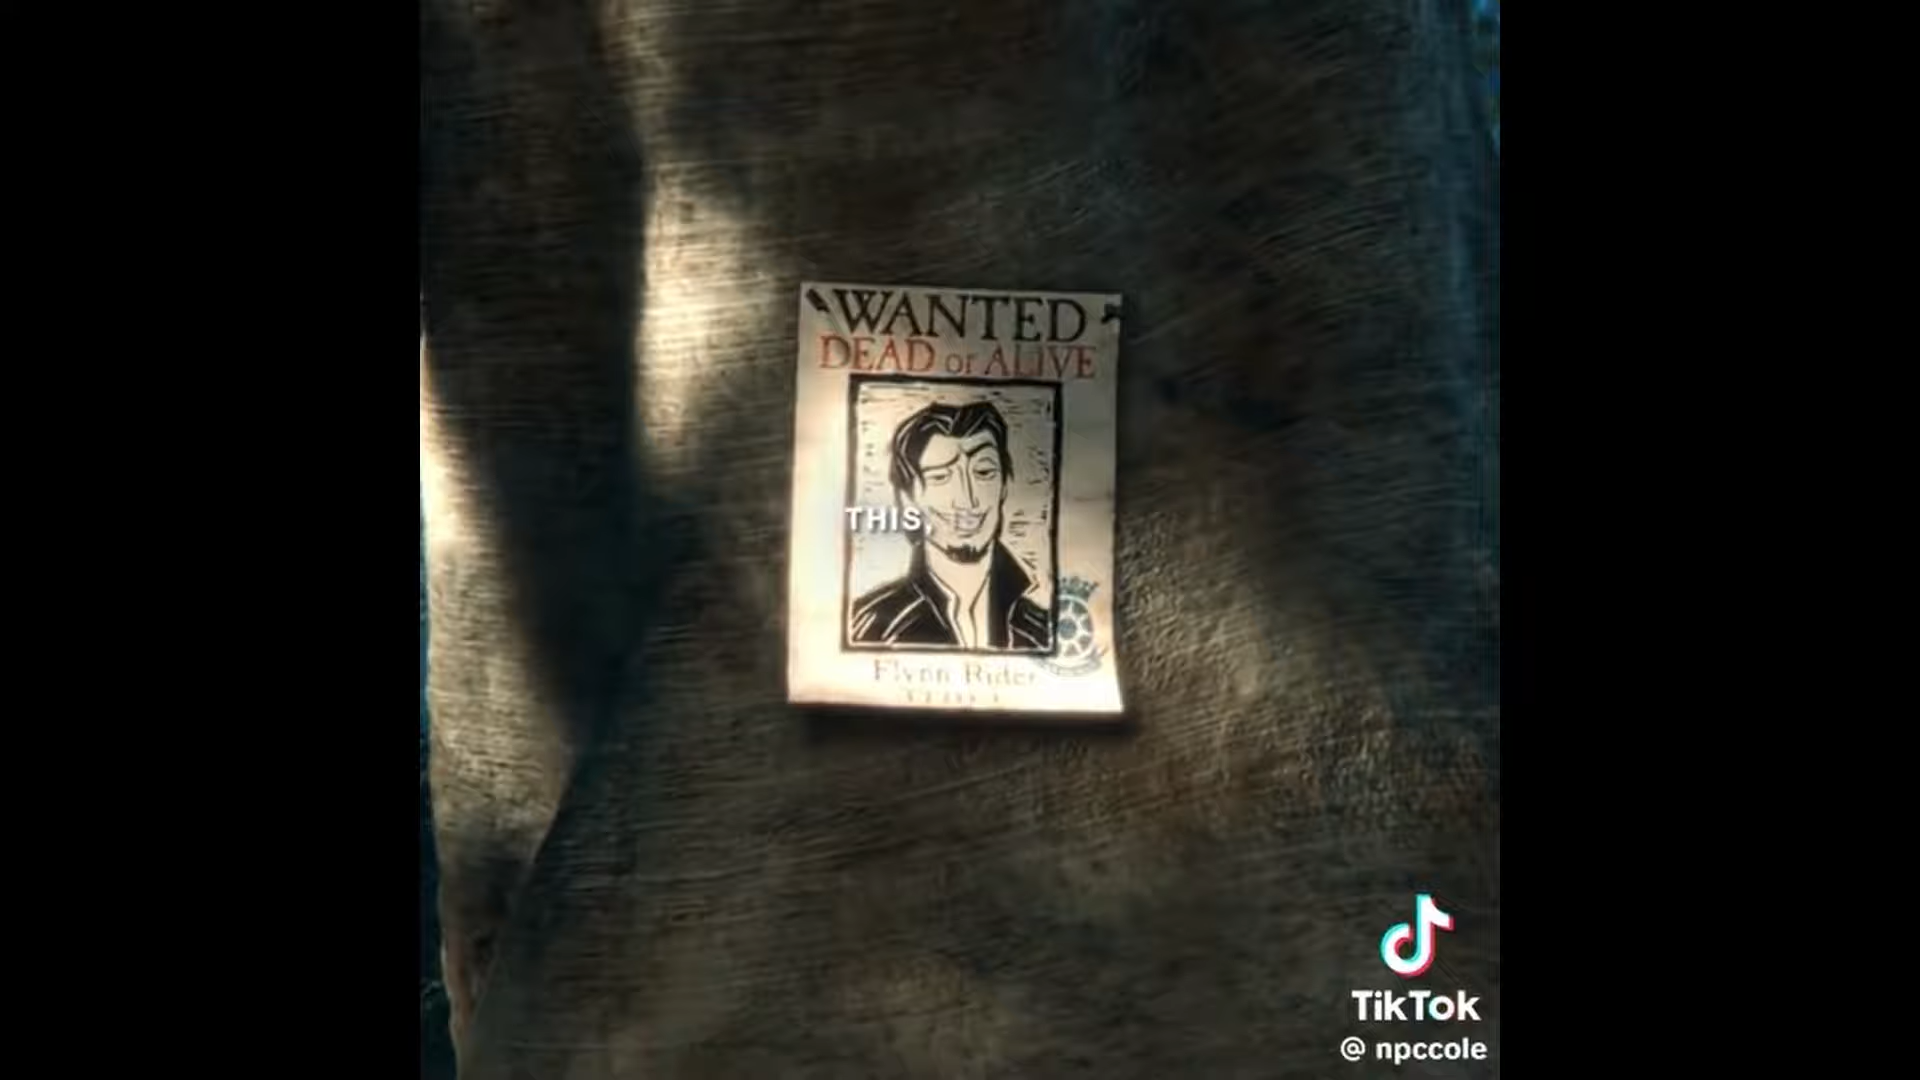 WANTED
DEAD or ALIVE
THIS,
Flynn Rider
TikTok
@ npccole